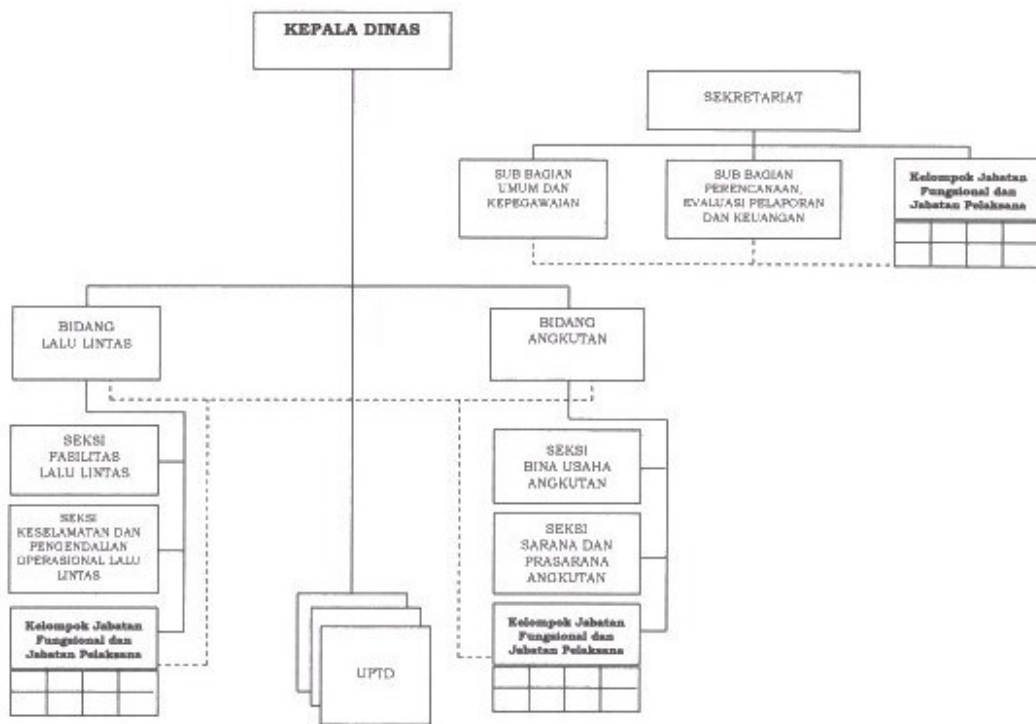 KEPALA DINAS
SEKRETARIAT
SUB BAGIAN
UMUM DAN
KEPEGAWAIAN
SUB BAGIAN
PERENCANAAN,
EVALUASI PELAPORAN
DAN KEUANGAN
Kelompok Jabatan
Fungsional dan
Jabatan Pelaksana
BIDANG
LALU LINTAS
BIDANG
ANGKUTAN
SEKSI
FASILITAS
LALU LINTAS
SEKSI
KESELAMATAN DAN
PENGENDALIAN
OPERASIONAL LALU
LINTAS
Kelompok Jabatan
Fungsional dan
Jabatan Pelaksana
SEKSI
BINA USAHA
ANGKUTAN
SEKSI
SARANA DAN
PRASARANA
ANGKUTAN
Kelompok Jabatan
Fungsional dan
Jabatan Pelaksana
UPTD